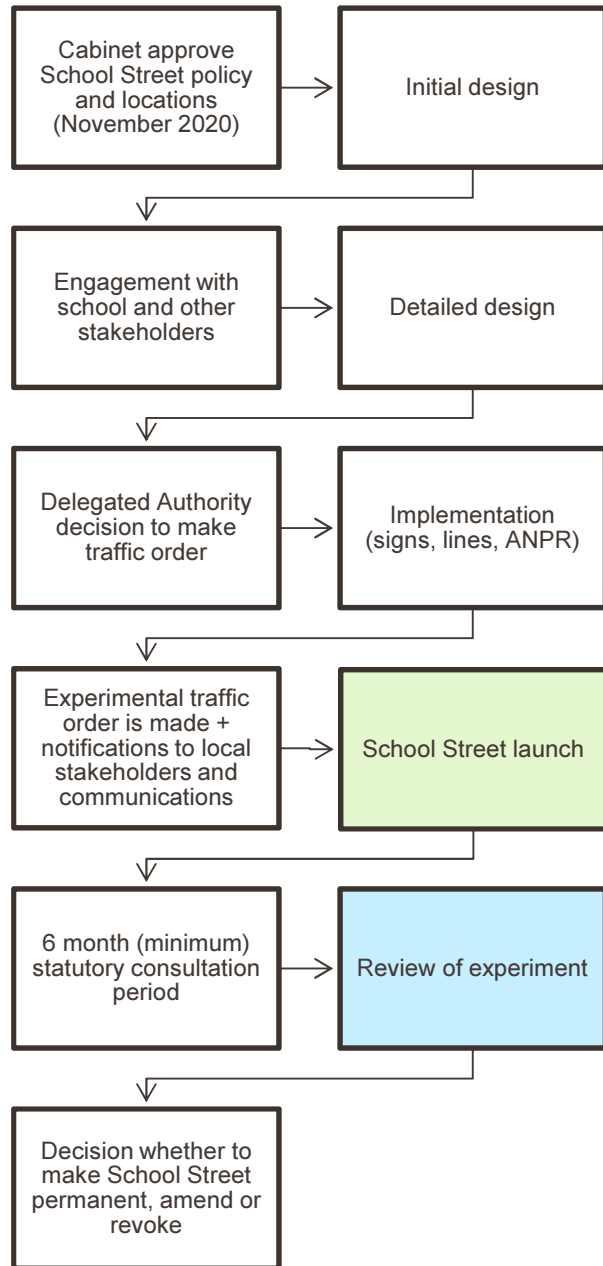 Cabinet approve
School Street policy
and locations
(November 2020)
Initial design
Engagement with
school and other
stakeholders
Detailed design
Delegated Authority
decision to make
traffic order
Implementation
(signs, lines, ANPR)
Experimental traffic
order is made +
notifications to local
stakeholders and
communications
School Street launch
6 month (minimum)
statutory consultation
period
Review of experiment
Decision whether to
make School Street
permanent, amend or
revoke